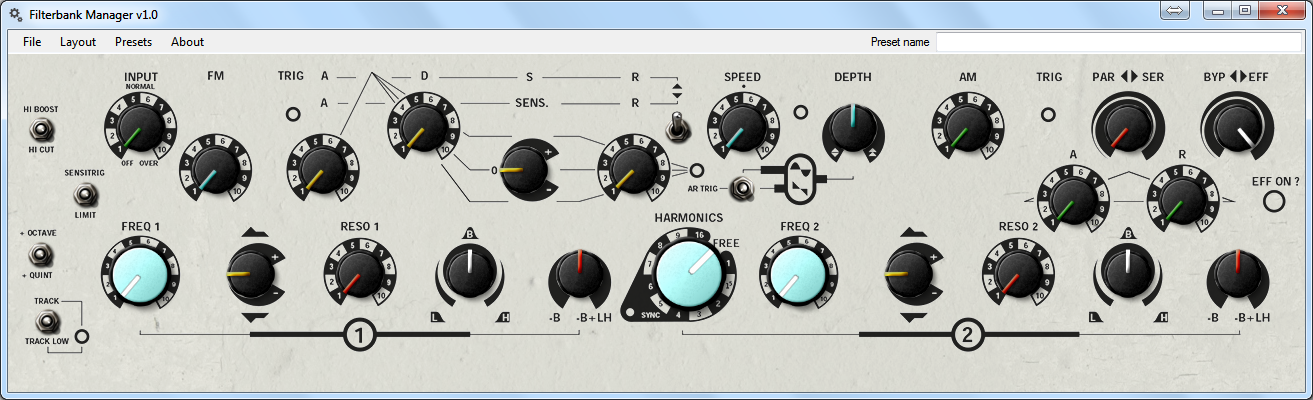 Filterbank Manager v1.0
File Layout Presets About Preset name
INPUT FM TRIG A D S R SPEED DEPTH AM TRIG PAR SER BYP EFF
NORMAL
HI BOOST A SENS. R
HI CUT
OFF OVER
SENSITRIG 0 + - AR TRIG A R EFF ON ?
LIMIT
HARMONICS
+ OCTAVE FREQ 1 RESO 1 B FREE FREQ 2 RESO 2 B
+ QUINT + - + -
TRACK L H -B -B+LH SYNC L H -B -B+LH
TRACK LOW 1 2